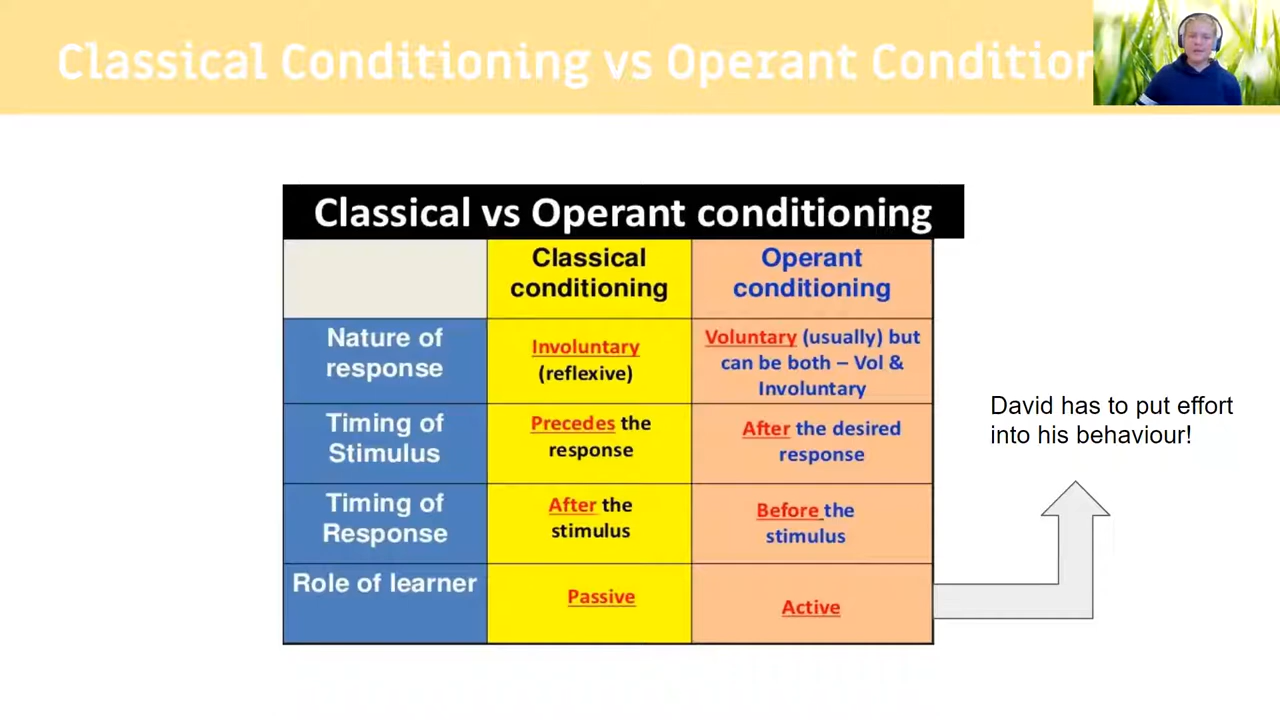 Classical Conditioning vs Operant Condition
Classical vs Operant conditioning
Classical
conditioning
Operant
conditioning
Nature of
response
Involuntary
(reflexive)
Voluntary (usually) but
can be both – Vol &
Involuntary
Timing of
Stimulus
Precedes the
response
After the desired
response
Timing of
Response
After the
stimulus
Before the
stimulus
Role of learner
Passive
Active
David has to put effort
into his behaviour!